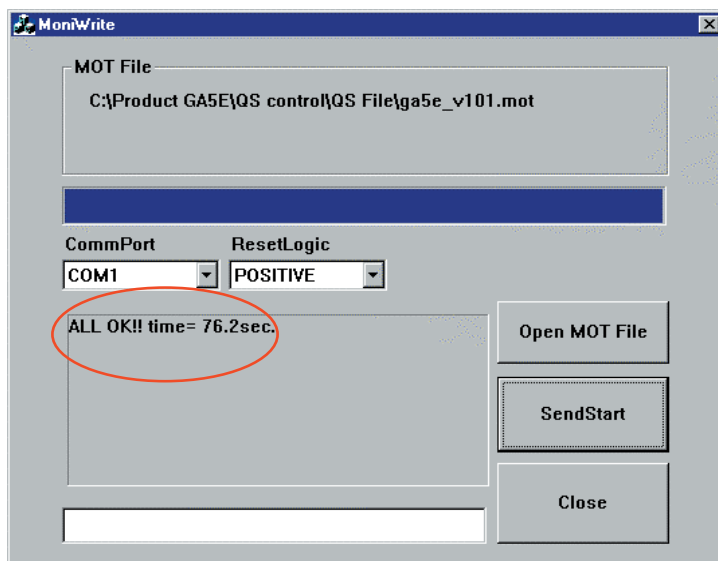 MoniWrite
MOT File
C:\Product GA5E\QS control\QS File\ga5e_v101.mot
CommPort ResetLogic
COM1 POSITIVE
ALL OK!! time= 76.2sec.
Open MOT File
SendStart
Close